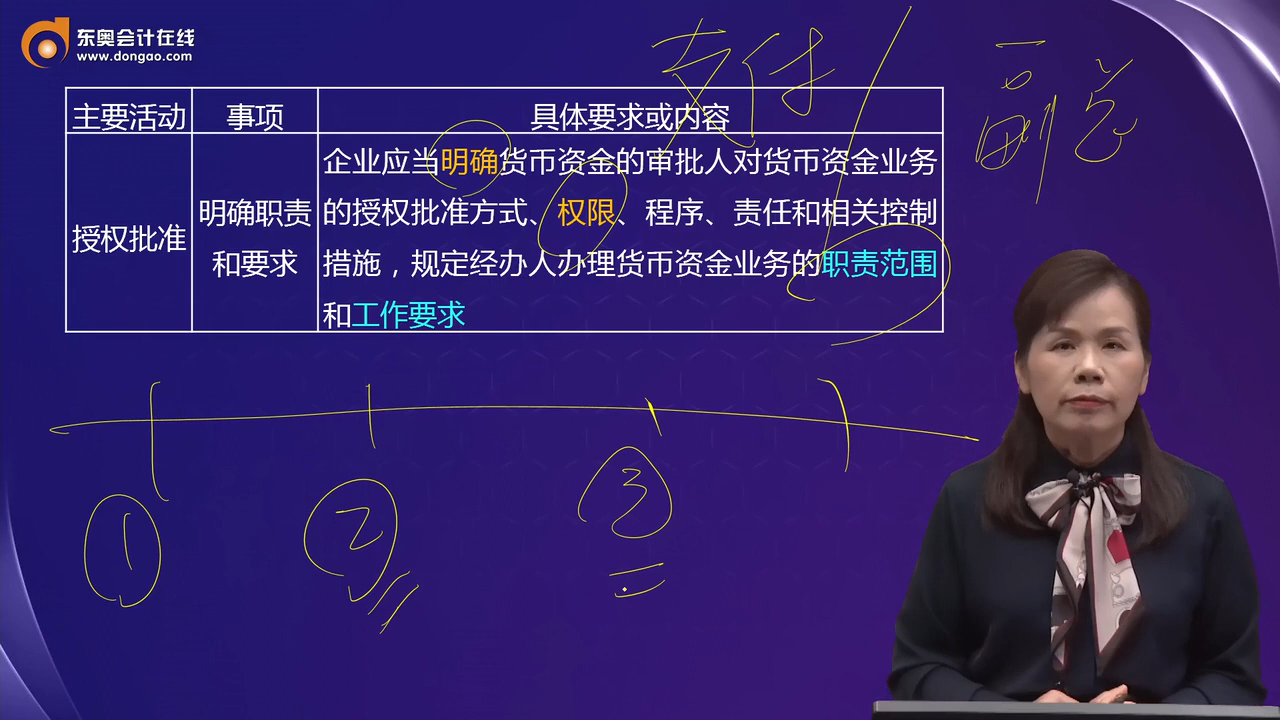 东奥会计在线
www.dongao.com
支付
副总
主要活动 事项 具体要求或内容
授权批准
明确职责
和要求
企业应当明确货币资金的审批人对货币资金业务
的授权批准方式、权限、程序、责任和相关控制
措施，规定经办人办理货币资金业务的职责范围
和工作要求
1 2 3